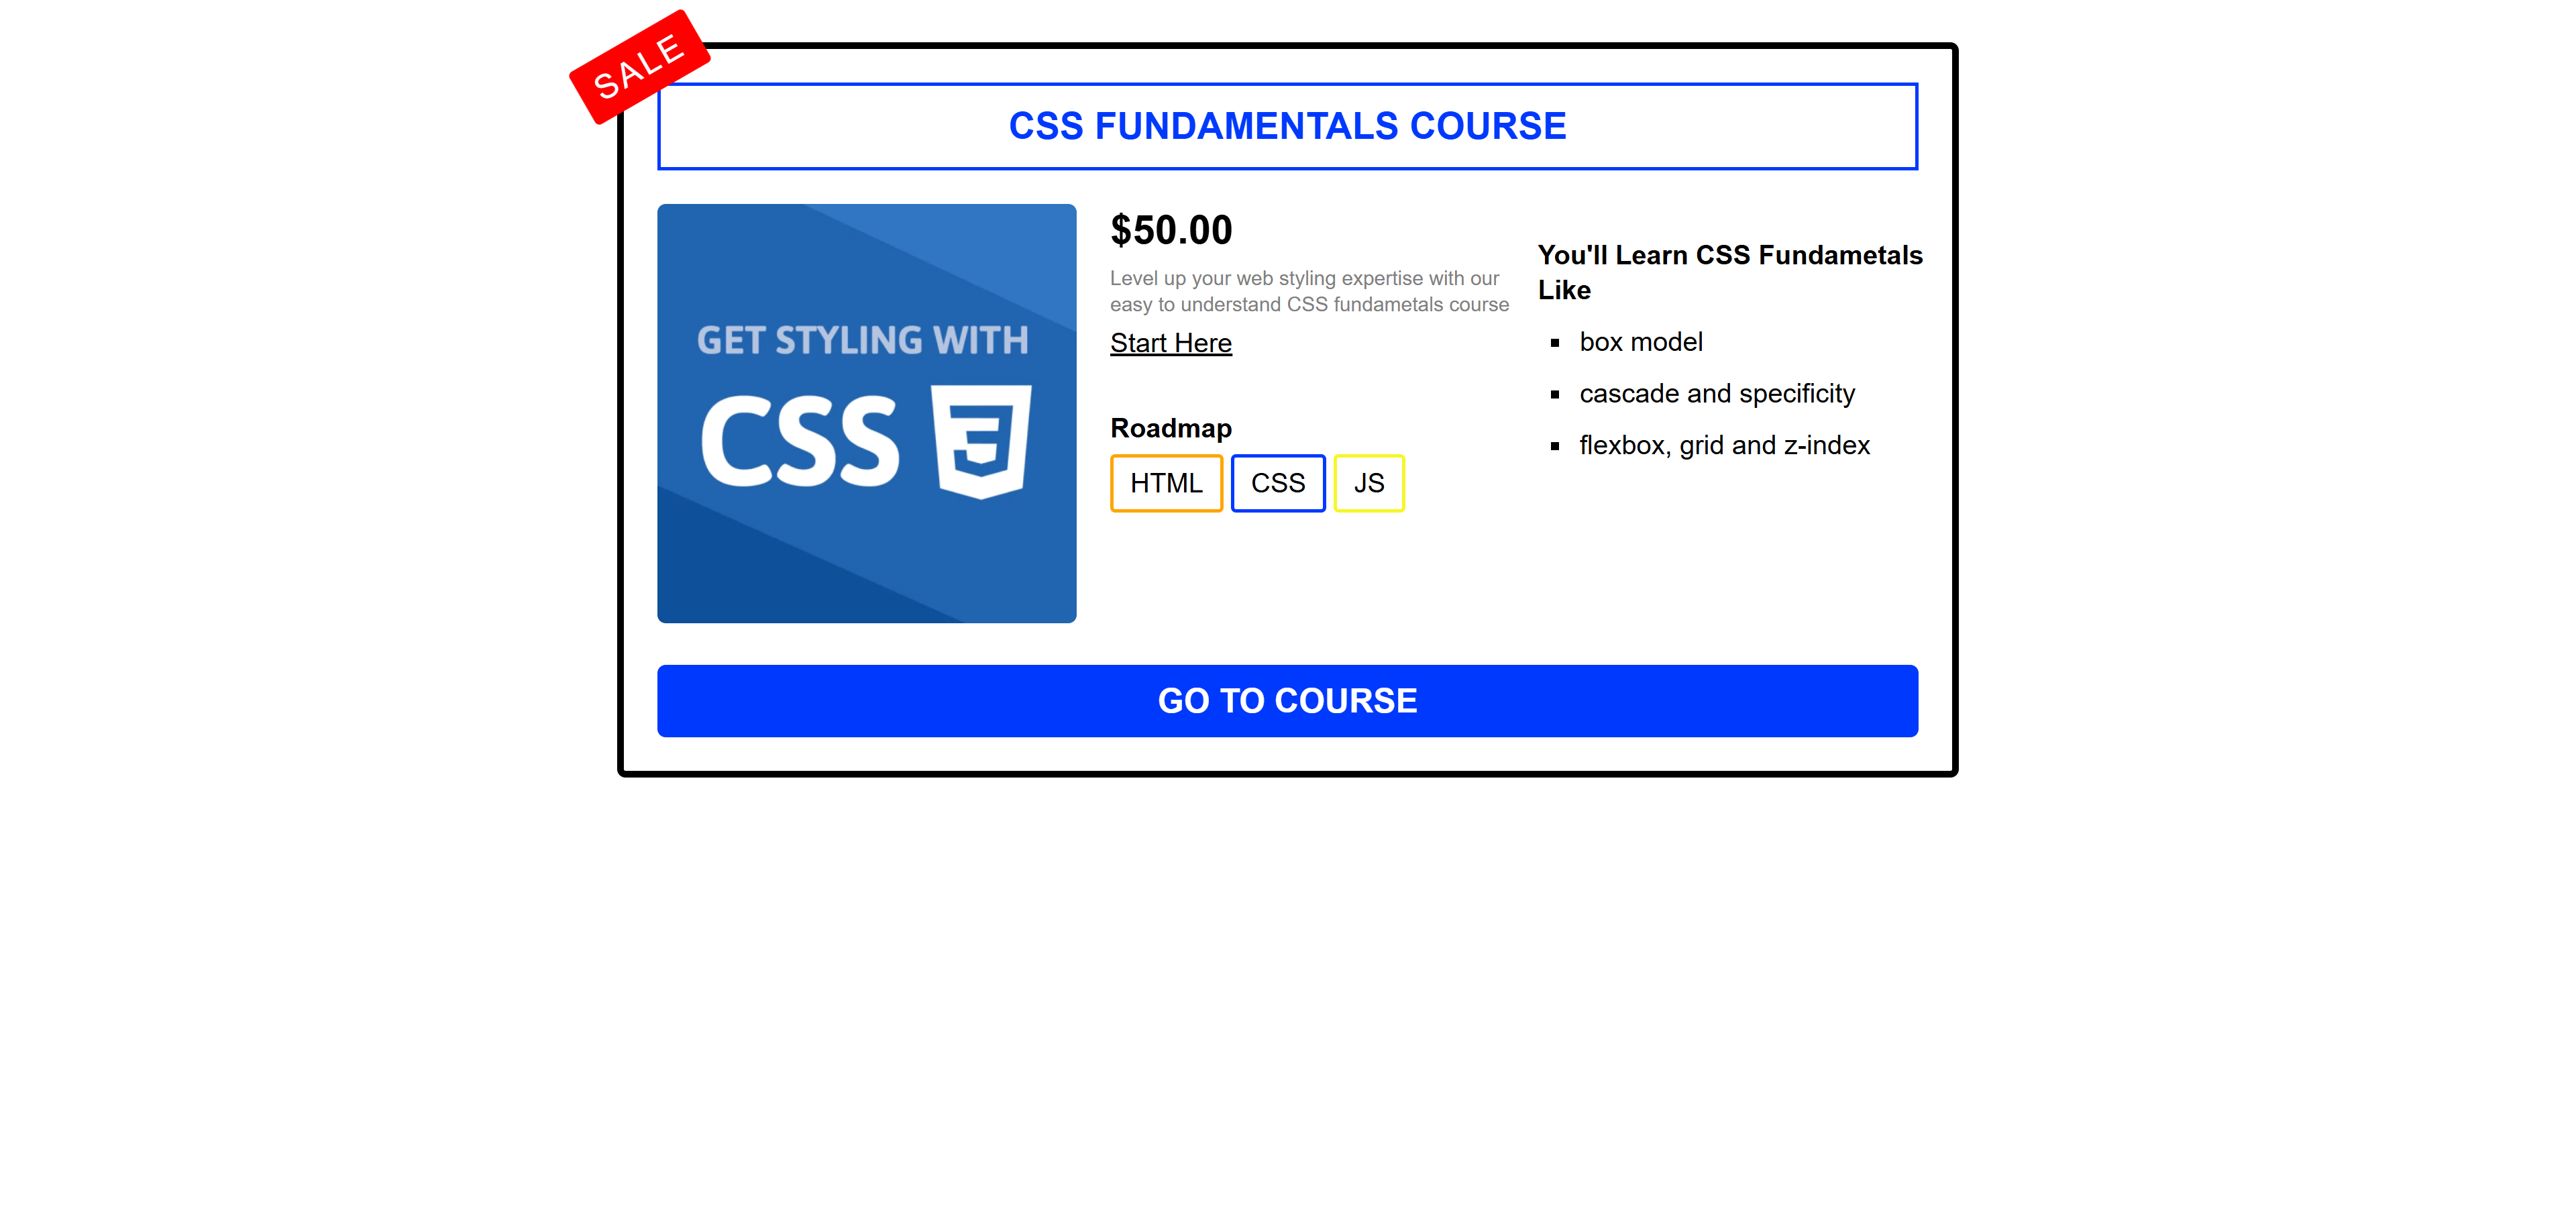 SALE
CSS FUNDAMENTALS COURSE
GET STYLING WITH
CSS
$50.00
Level up your web styling expertise with our
easy to understand CSS fundametals course
Start Here
Roadmap
HTML CSS JS
You'll Learn CSS Fundametals
Like
box model
cascade and specificity
flexbox, grid and z-index
GO TO COURSE